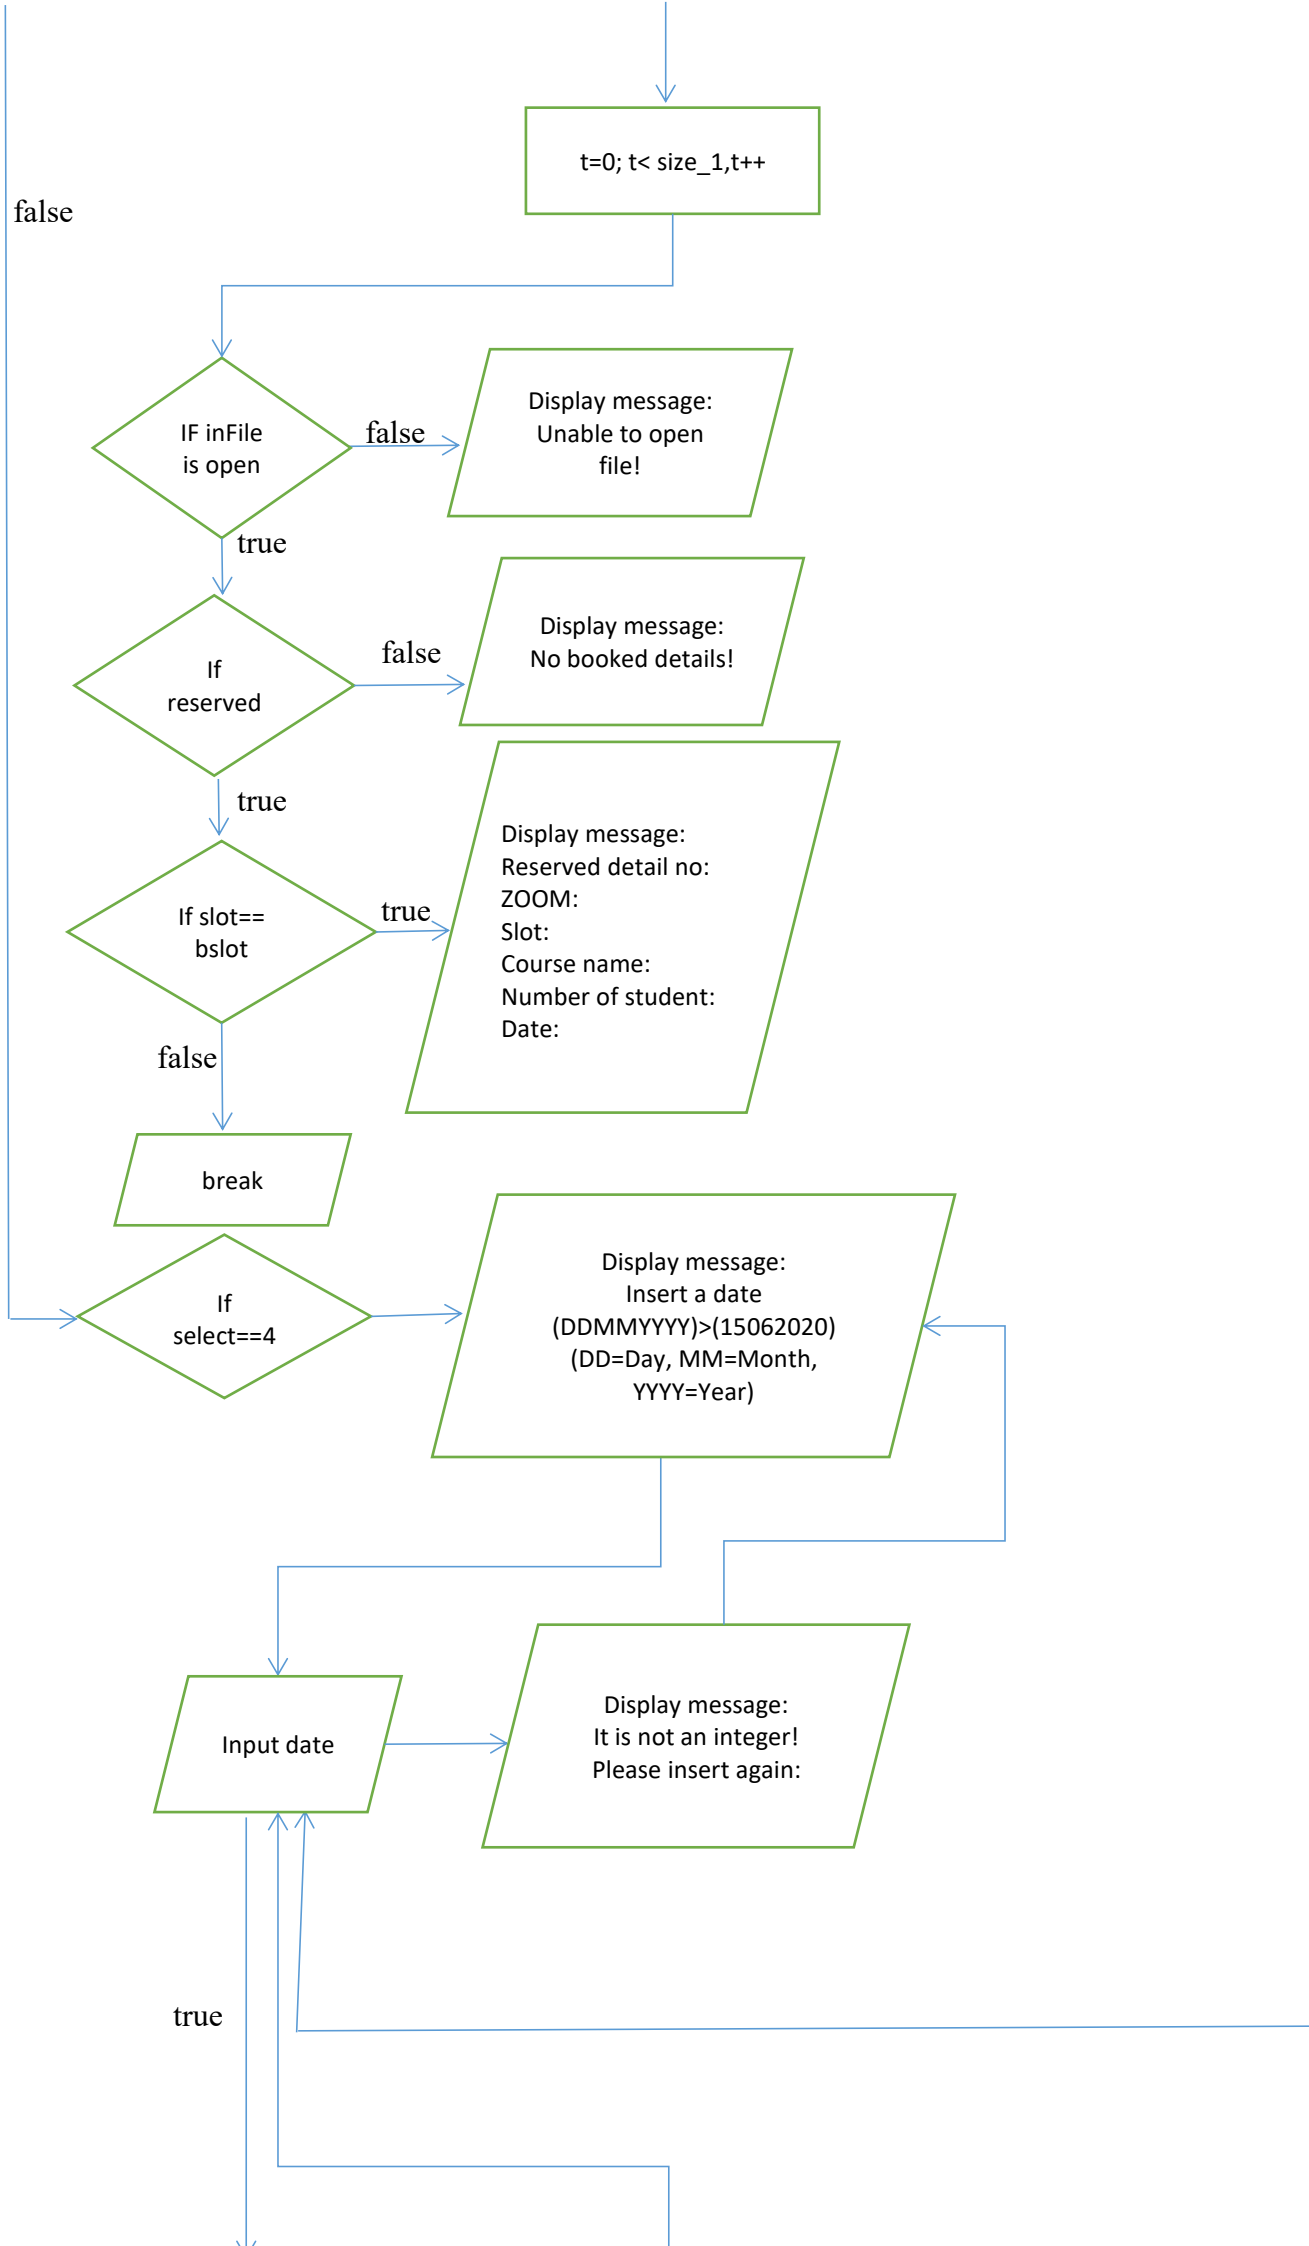 t=0; t< size_1,t++
false
IF inFile
is open
false
Display message:
Unable to open
file!
true
If
reserved
false
Display message:
No booked details!
true
If slot==
bslot
true
Display message:
Reserved detail no:
ZOOM:
Slot:
Course name:
Number of student:
Date:
false
break
If
select==4
Display message:
Insert a date
(DDMMYYYY)>(15062020)
(DD=Day, MM=Month,
YYYY=Year)
Input date
Display message:
It is not an integer!
Please insert again:
true